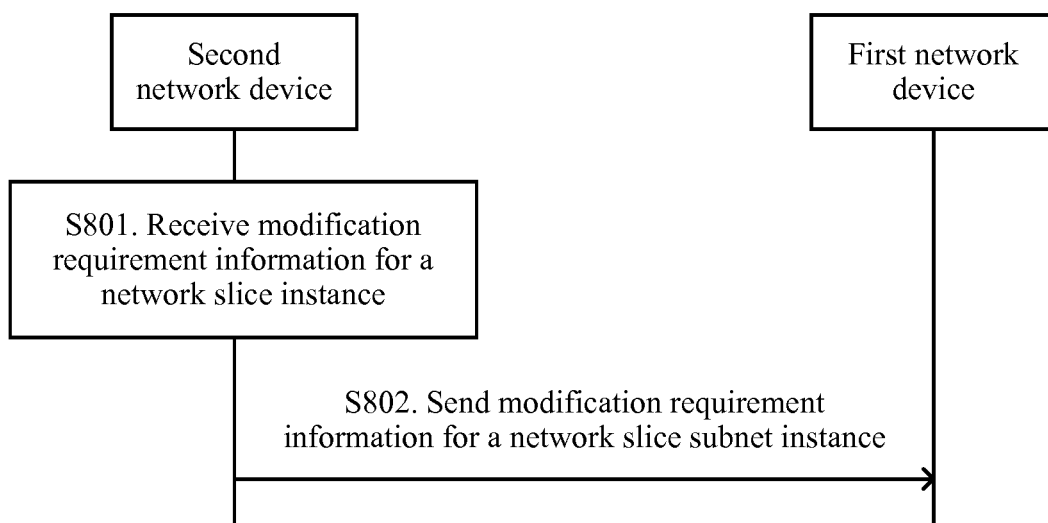 Second
network device
First network
device
S801. Receive modification
requirement information for a
network slice instance
S802. Send modification requirement
information for a network slice subnet instance